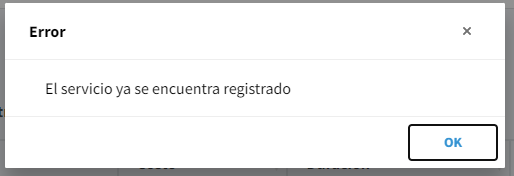 Error
×
El servicio ya se encuentra registrado
OK